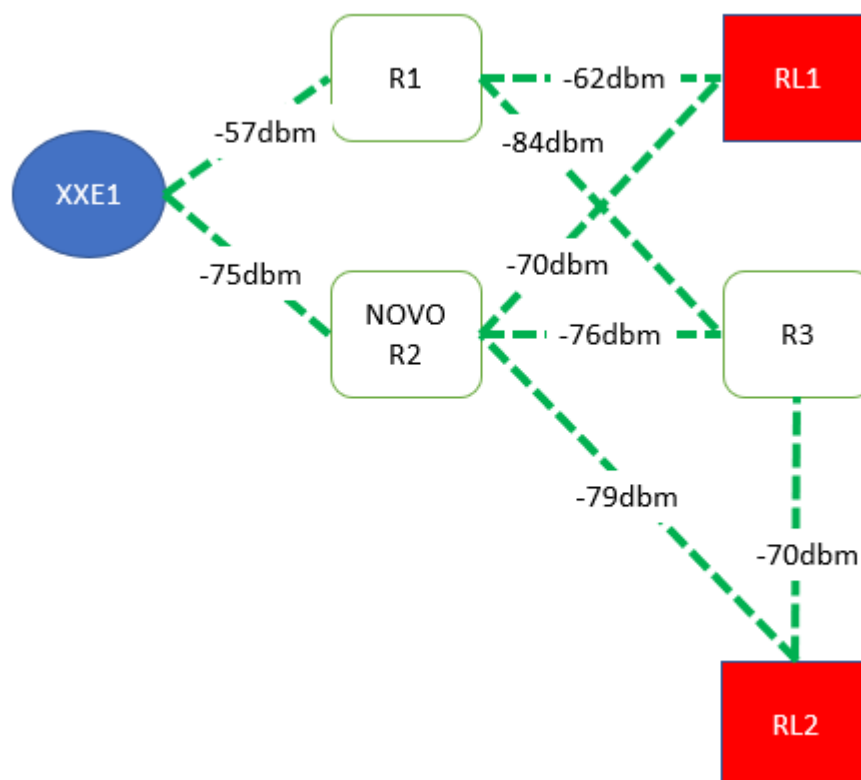 R1
-62dbm
RL1
-57dbm
-84dbm
XXE1
-75dbm
-70dbm
NOVO
R2
-76dbm
R3
-79dbm
-70dbm
RL2